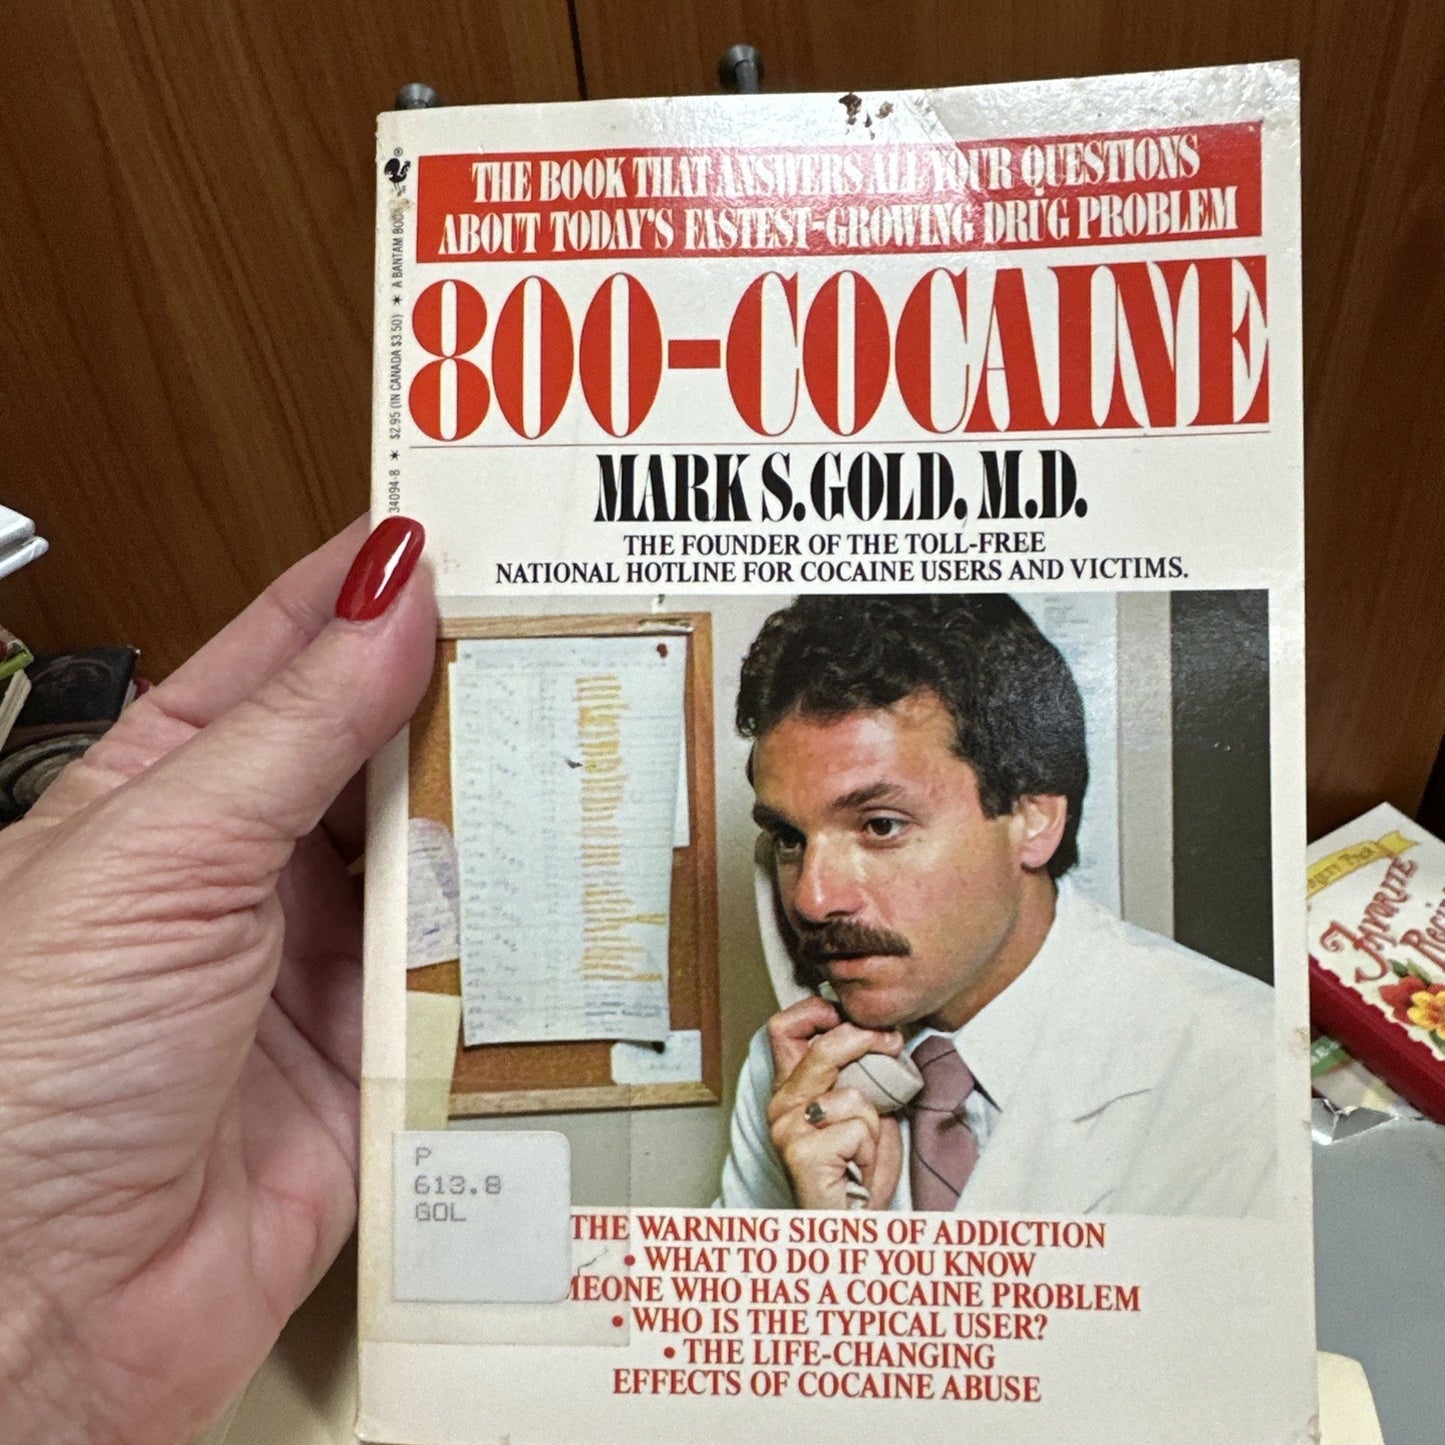 THE BOOK THAT ANSWERS ALL YOUR QUESTIONS
ABOUT TODAY'S FASTEST-GROWING DRUG PROBLEM
800-COCAINE
MARK S. GOLD, M.D.
THE FOUNDER OF THE TOLL-FREE
NATIONAL HOTLINE FOR COCAINE USERS AND VICTIMS.
34094-8 * $2.95 (IN CANADA $3.50) * A BANTAM BOOK
®
P
613.8
GOL
THE WARNING SIGNS OF ADDICTION
• WHAT TO DO IF YOU KNOW
MEONE WHO HAS A COCAINE PROBLEM
• WHO IS THE TYPICAL USER?
• THE LIFE-CHANGING
EFFECTS OF COCAINE ABUSE
FAVORITE